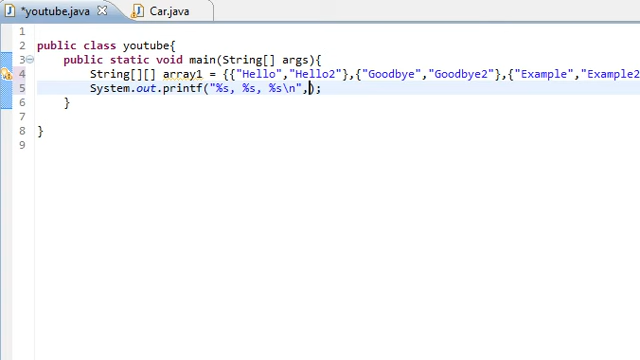 *youtube.java Car.java
1
2 public class youtube{
3 public static void main(String[] args){
4 String[][] array1 = {{"Hello","Hello2"},{"Goodbye","Goodbye2"},{"Example","Example2
5 System.out.printf("%s, %s, %s\n",);
6 }
7
8 }
9